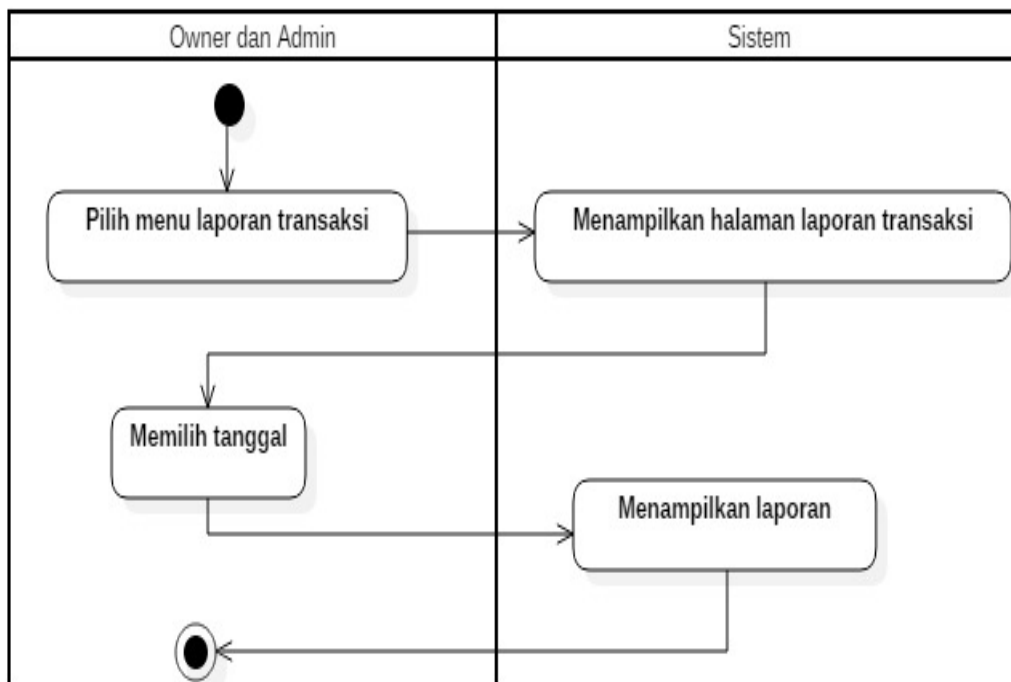 Owner dan Admin
Sistem
Pilih menu laporan transaksi
Menampilkan halaman laporan transaksi
Memilih tanggal
Menampilkan laporan